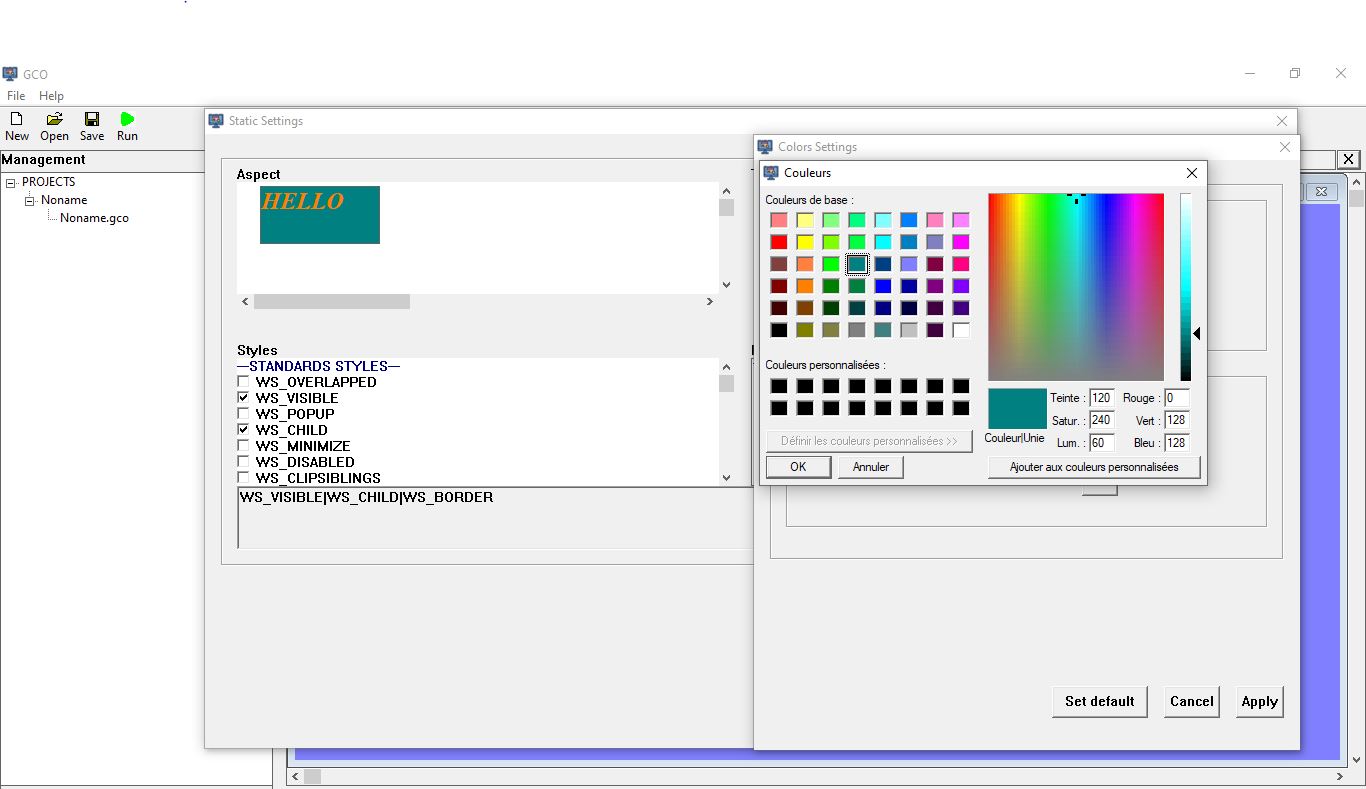 GCO
File Help
New Open Save Run
Management
PROJECTS
Noname
Noname.gco
Static Settings
Aspect
HELLO
Styles
—STANDARDS STYLES—
WS_OVERLAPPED
WS_VISIBLE
WS_POPUP
WS_CHILD
WS_MINIMIZE
WS_DISABLED
WS_CLIPSIBLINGS
WS_VISIBLE|WS_CHILD|WS_BORDER
Colors Settings
Couleurs
Couleurs de base :
Couleurs personnalisées :
Définir les couleurs personnalisées >>
OK Annuler
Couleur|Unie
Teinte : 120 Rouge : 0
Satur. : 240 Vert : 128
Lum. : 60 Bleu : 128
Ajouter aux couleurs personnalisées
Set default Cancel Apply